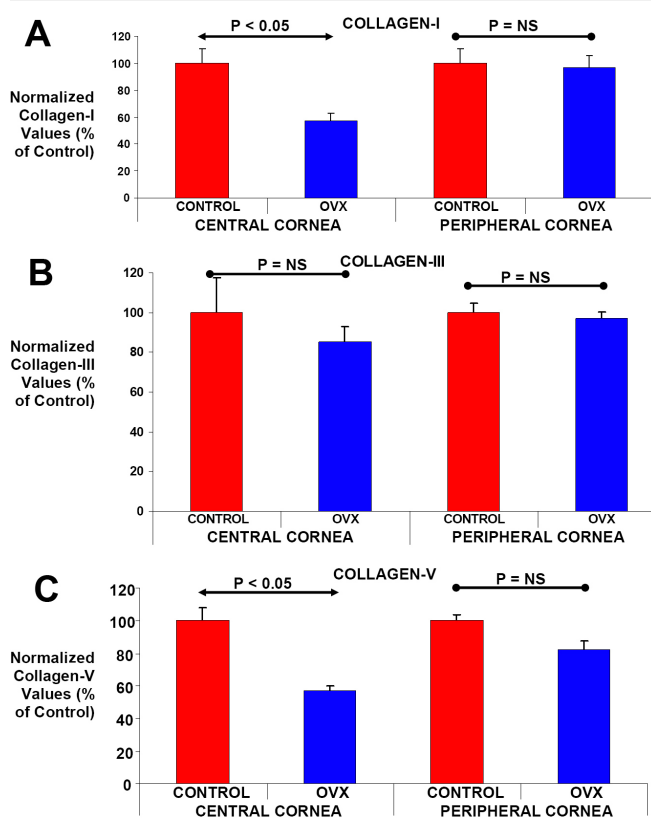 A
COLLAGEN-I
P < 0.05
P = NS
Normalized
Collagen-I
Values (%
of Control)
120
100
80
60
40
20
0
CONTROL
OVX
CONTROL
OVX
CENTRAL CORNEA
PERIPHERAL CORNEA
B
COLLAGEN-III
P = NS
P = NS
Normalized
Collagen-III
Values (%
of Control)
120
100
80
60
40
20
0
CONTROL
OVX
CONTROL
OVX
CENTRAL CORNEA
PERIPHERAL CORNEA
C
COLLAGEN-V
P < 0.05
P = NS
Normalized
Collagen-V
Values (%
of Control)
120
100
80
60
40
20
0
CONTROL
OVX
CONTROL
OVX
CENTRAL CORNEA
PERIPHERAL CORNEA